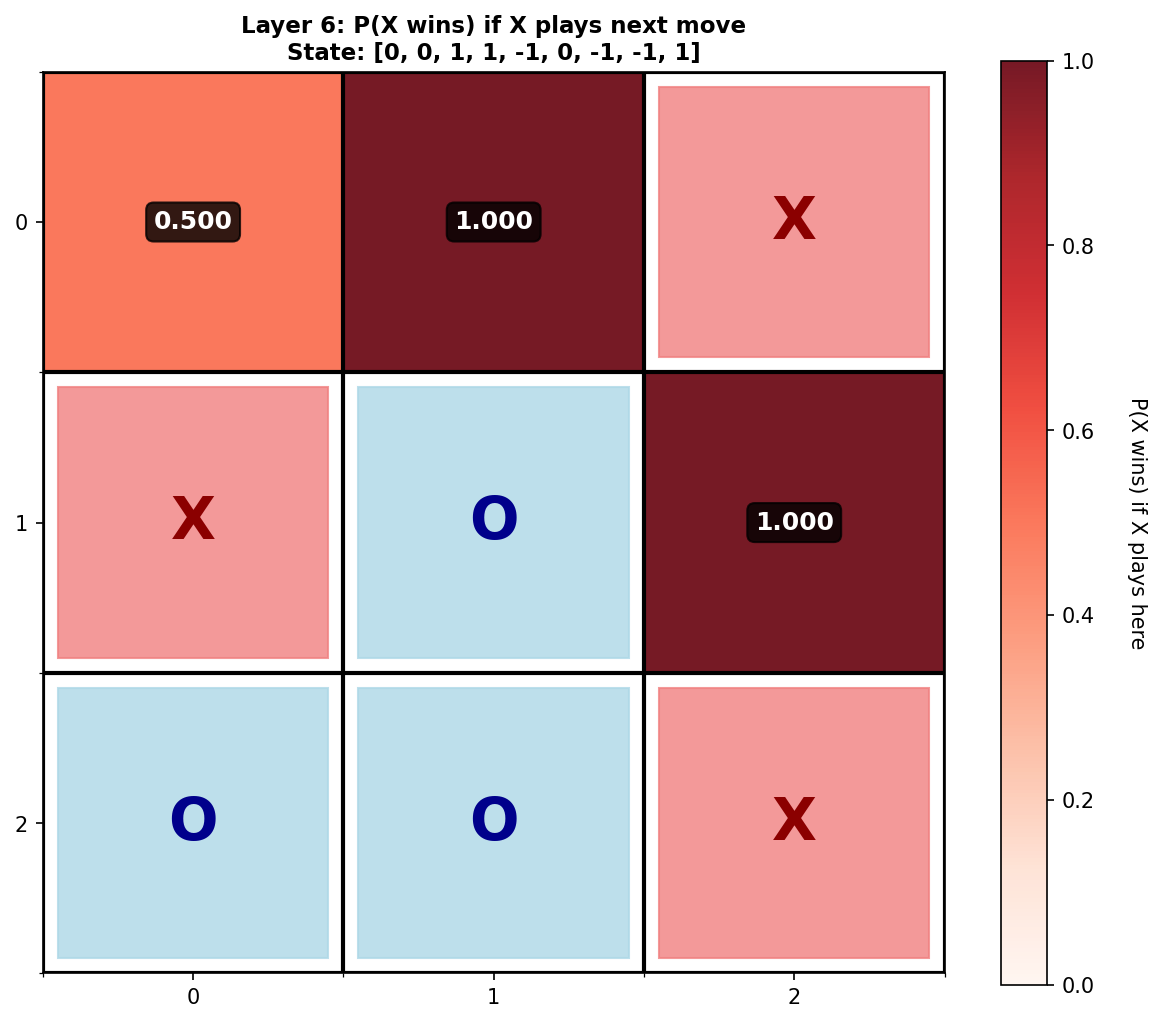 Layer 6: P(X wins) if X plays next move
State: [0, 0, 1, 1, -1, 0, -1, -1, 1]
0
0.500
1.000
X
1
X
O
1.000
2
O
O
X
0
1
2
1.0
0.8
0.6
0.4
0.2
0.0
P(X wins) if X plays here